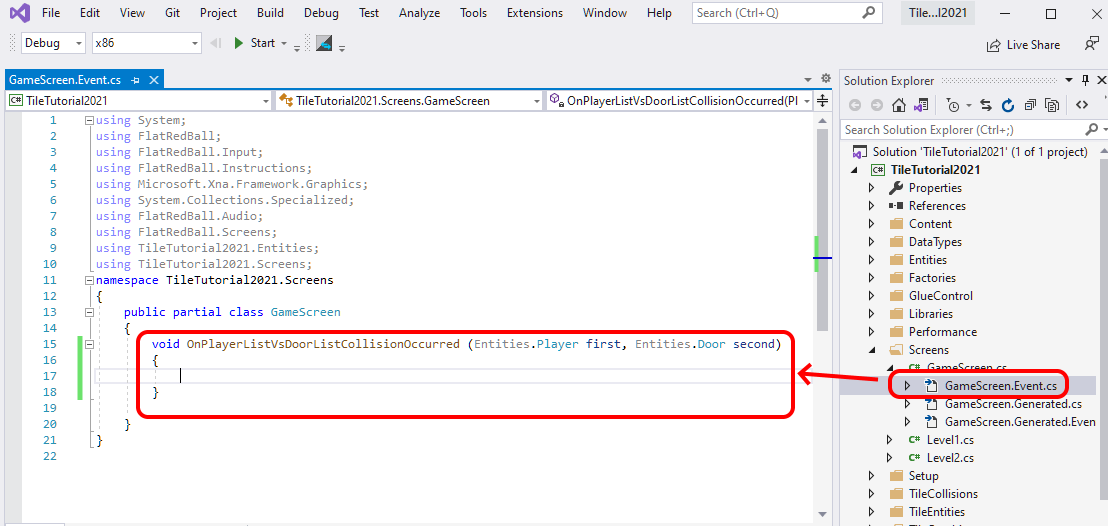 File Edit View Git Project Build Debug Test Analyze Tools Extensions Window Help Search (Ctrl+Q) Tile...l2021
Debug x86 Start Live Share
GameScreen.Event.cs
TileTutorial2021 TileTutorial2021.Screens.GameScreen OnPlayerListVsDoorListCollisionOccurred(Pl
1 using System;
2 using FlatRedBall;
3 using FlatRedBall.Input;
4 using FlatRedBall.Instructions;
5 using Microsoft.Xna.Framework.Graphics;
6 using System.Collections.Specialized;
7 using FlatRedBall.Audio;
8 using FlatRedBall.Screens;
9 using TileTutorial2021.Entities;
10 using TileTutorial2021.Screens;
11 namespace TileTutorial2021.Screens
12 {
13 public partial class GameScreen
14 {
15 void OnPlayerListVsDoorListCollisionOccurred (Entities.Player first, Entities.Door second)
16 {
17
18 }
19
20 }
21 }
22
Solution Explorer
Search Solution Explorer (Ctrl+;)
Solution 'TileTutorial2021' (1 of 1 project)
C# TileTutorial2021
Properties
References
Content
DataTypes
Entities
Factories
GlueControl
Libraries
Performance
Screens
C# GameScreen.cs
GameScreen.Event.cs
GameScreen.Generated.cs
GameScreen.Generated.Even
C# Level1.cs
C# Level2.cs
Setup
TileCollisions
TileEntities